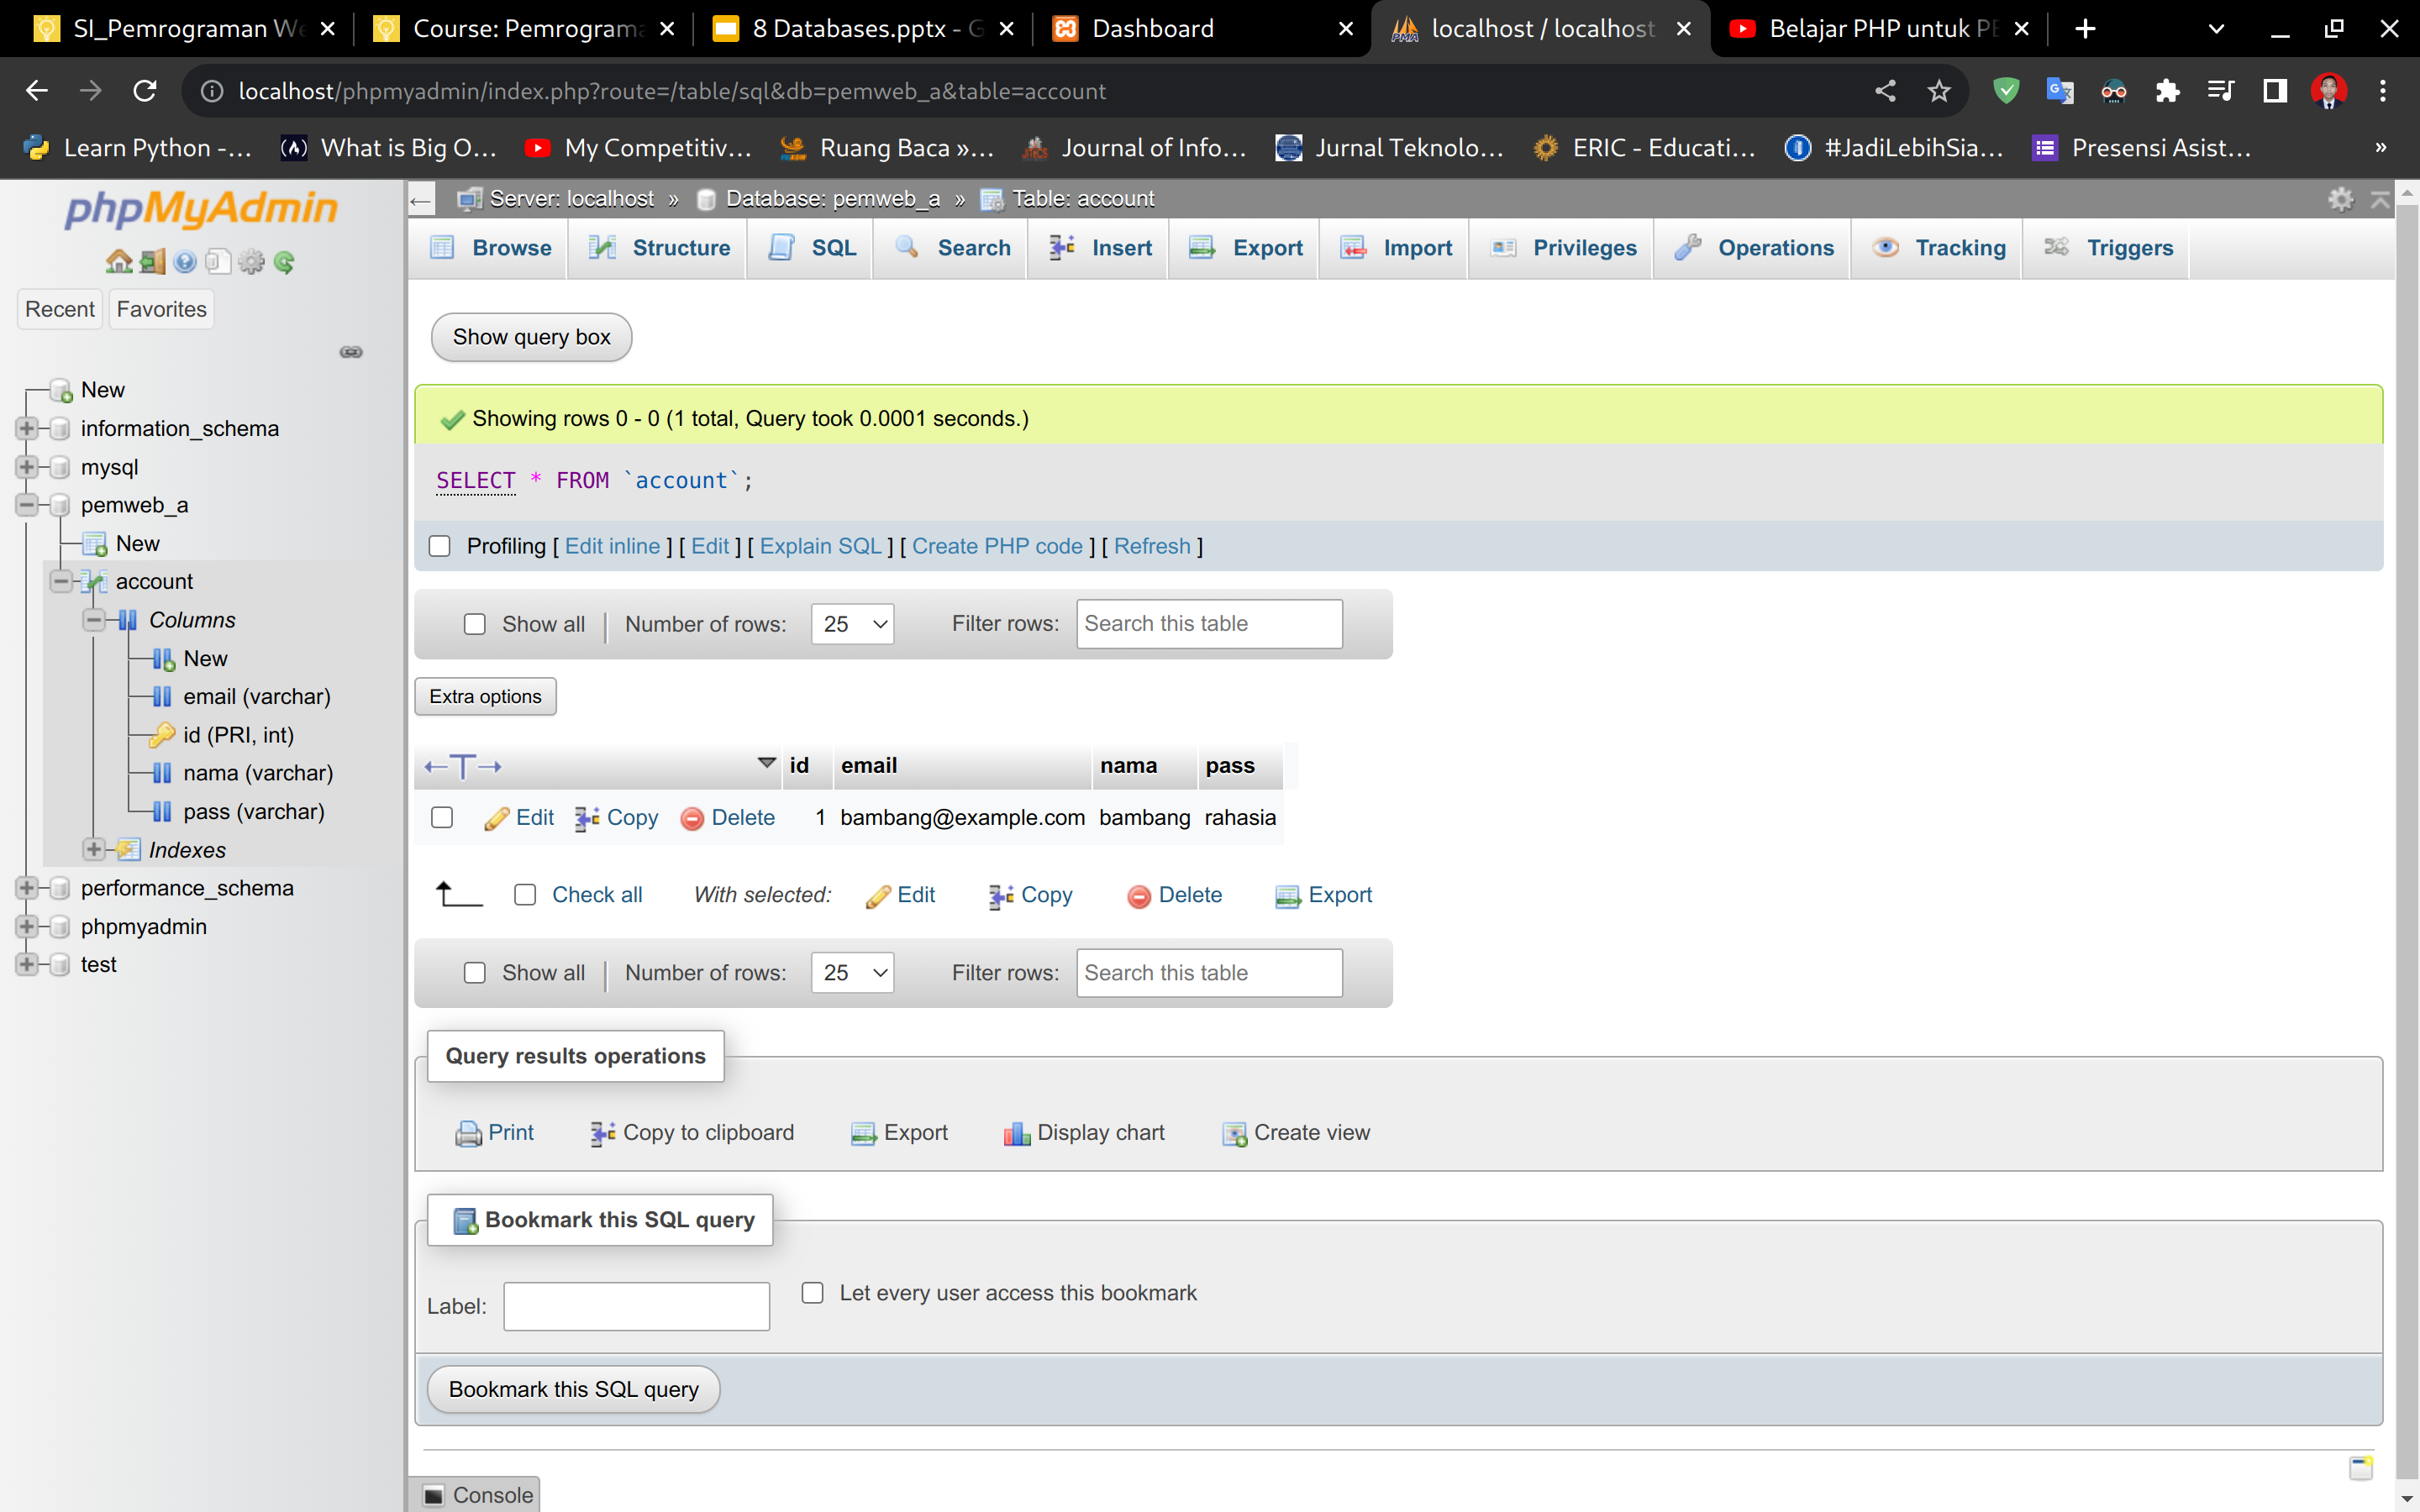 SI_Pemrograman We
Course: Pemrograma
8 Databases.pptx - G
Dashboard
localhost / localhost
Belajar PHP untuk PE
localhost/phpmyadmin/index.php?route=/table/sql&db=pemweb_a&table=account
Learn Python -...
What is Big O...
My Competitiv...
Ruang Baca »...
Journal of Info...
Jurnal Teknolo...
ERIC - Educati...
#JadiLebihSia...
Presensi Asist...
»
phpMyAdmin
Recent
Favorites
New
information_schema
mysql
pemweb_a
New
account
Columns
New
email (varchar)
id (PRI, int)
nama (varchar)
pass (varchar)
Indexes
performance_schema
phpmyadmin
test
Server: localhost » Database: pemweb_a » Table: account
Browse Structure SQL Search Insert Export Import Privileges Operations Tracking Triggers
Show query box
Showing rows 0 - 0 (1 total, Query took 0.0001 seconds.)
SELECT * FROM `account`;
Profiling [ Edit inline ] [ Edit ] [ Explain SQL ] [ Create PHP code ] [ Refresh ]
Show all | Number of rows: 25 Filter rows: Search this table
Extra options
id email nama pass
Edit Copy Delete 1 bambang@example.com bambang rahasia
Check all With selected: Edit Copy Delete Export
Show all | Number of rows: 25 Filter rows: Search this table
Query results operations
Print Copy to clipboard Export Display chart Create view
Bookmark this SQL query
Label: Let every user access this bookmark
Bookmark this SQL query
Console